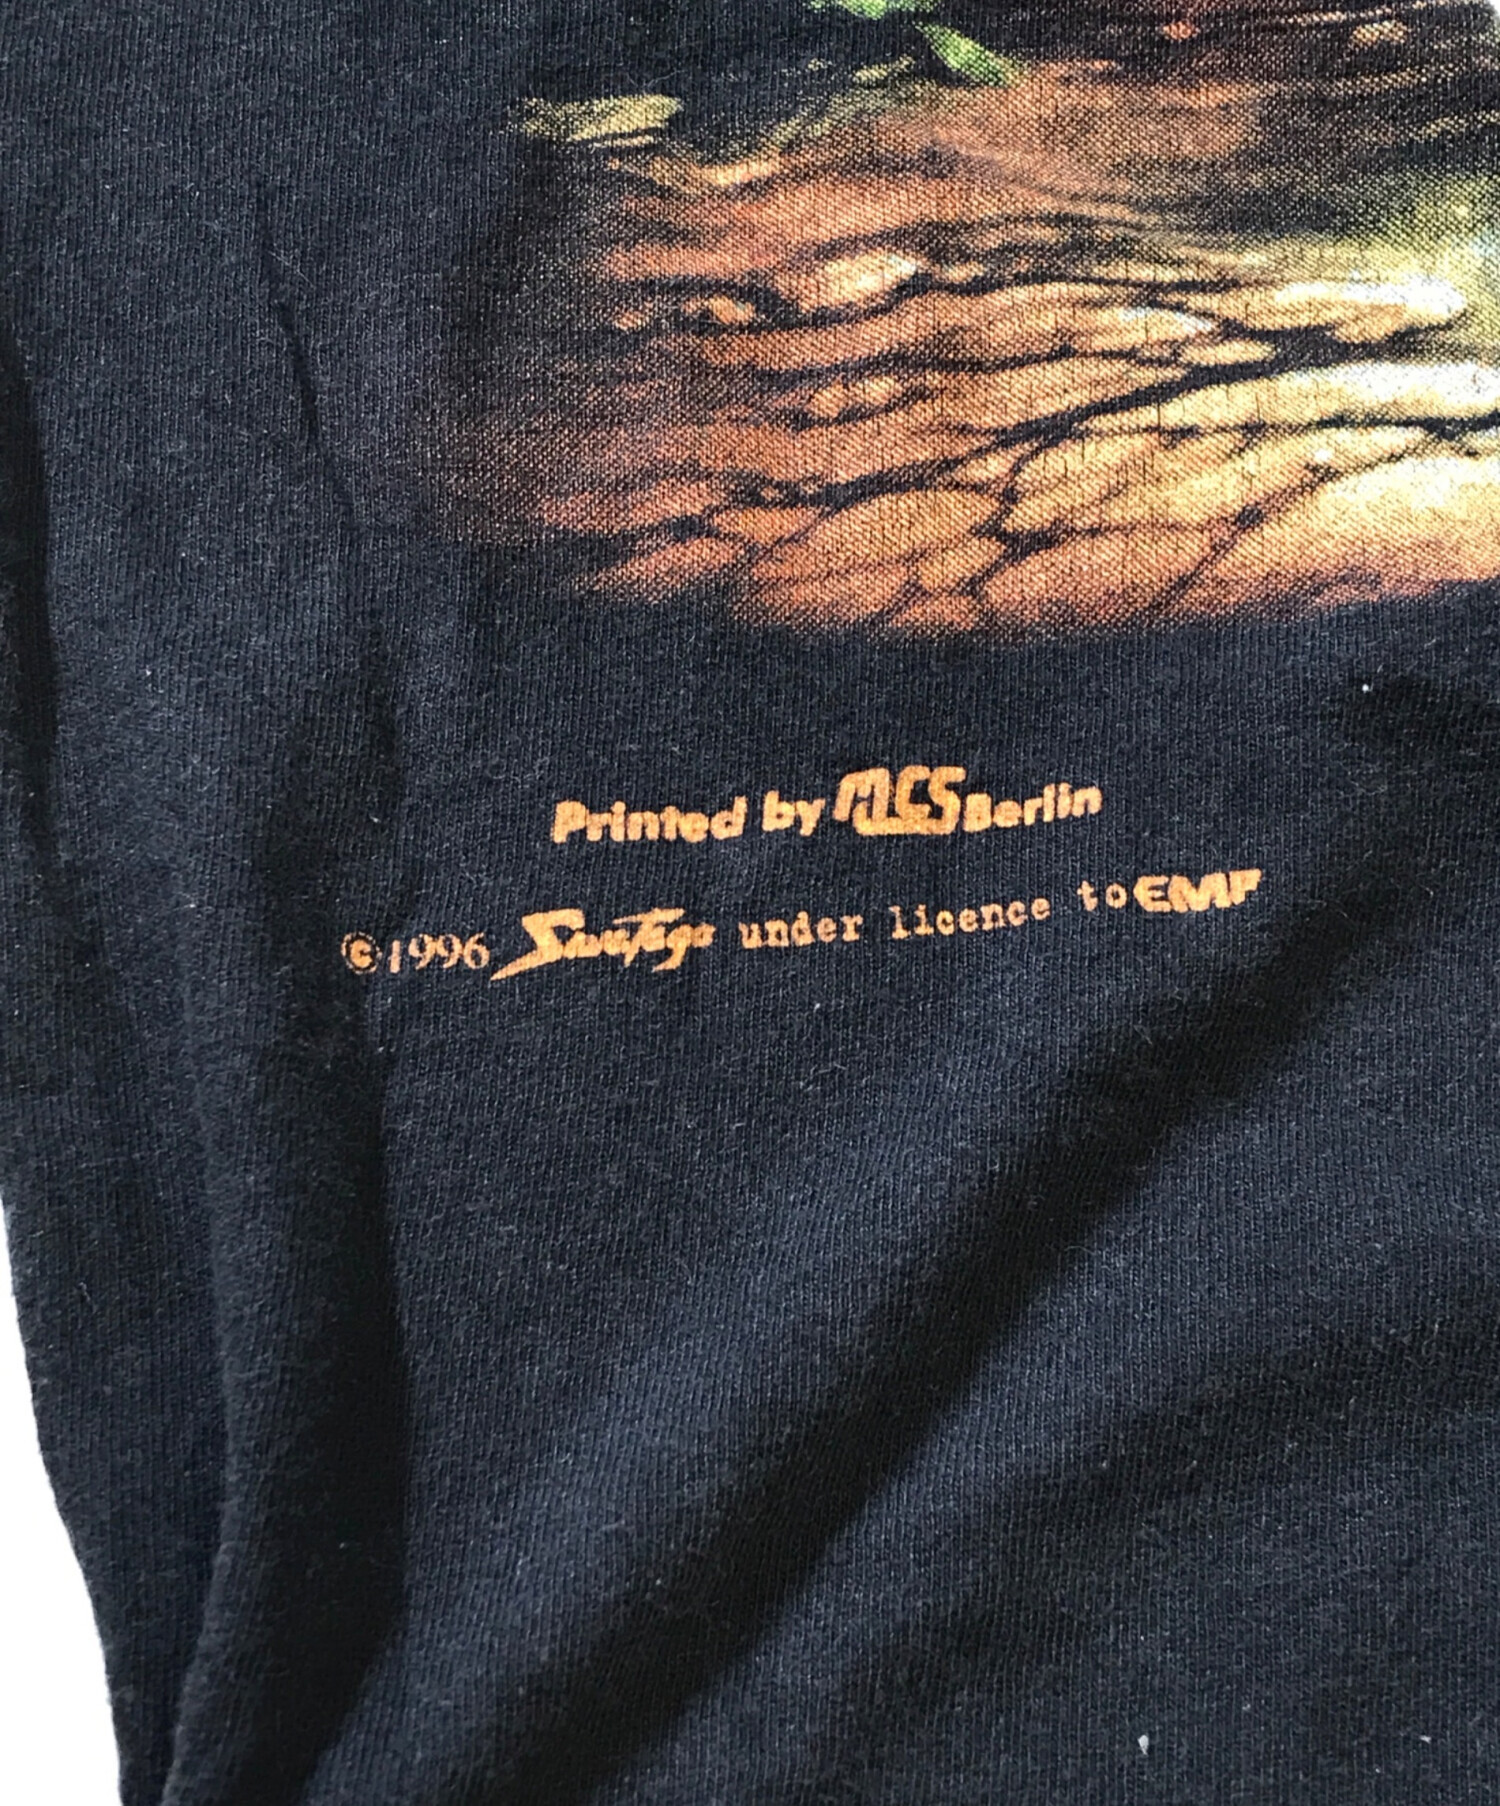 Printed by MCS Berlin
©1996 Savatage under licence to EMF